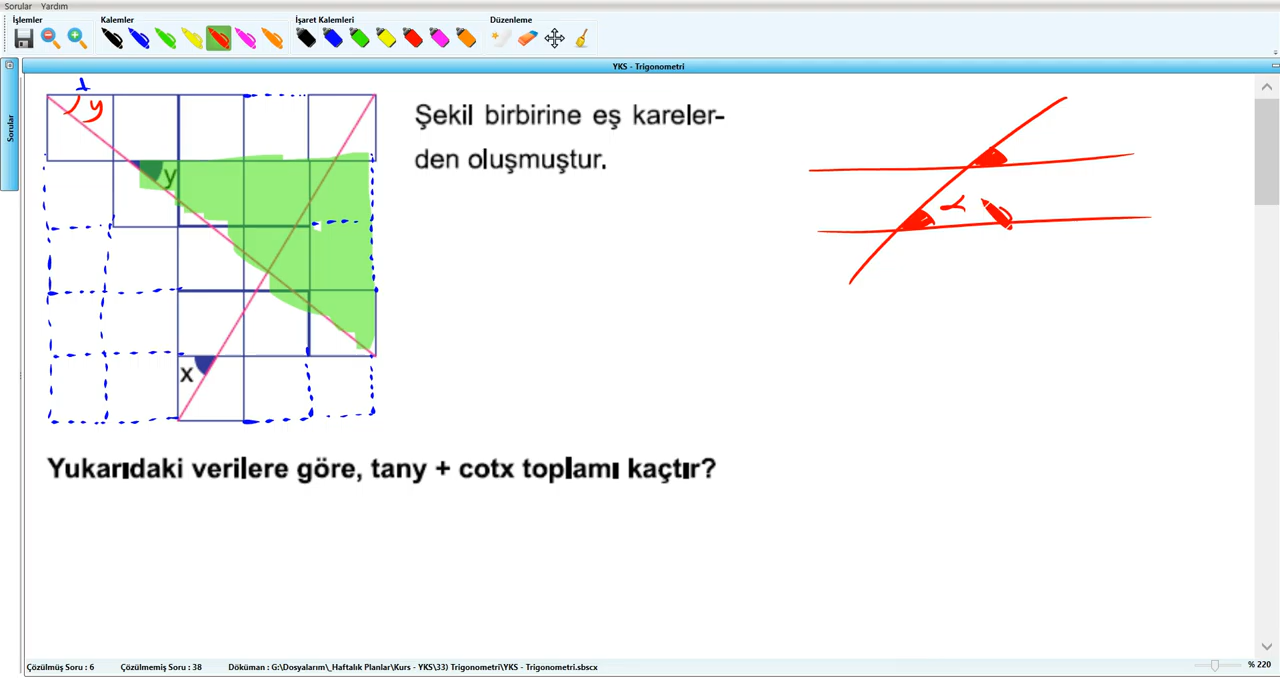 Sorular Yardım
İşlemler Kalemler İşaret Kalemleri Düzenleme
YKS - Trigonometri
Sorular
1
y
y
x
Şekil birbirine eş kareler-
den oluşmuştur.
α
Yukarıdaki verilere göre, tany + cotx toplamı kaçtır?
Çözülmüş Soru : 6 Çözülmemiş Soru : 38 Döküman : G:\Dosyalarım\_Haftalık Planlar\Kurs - YKS\33) Trigonometri\YKS - Trigonometri.sbscx % 220